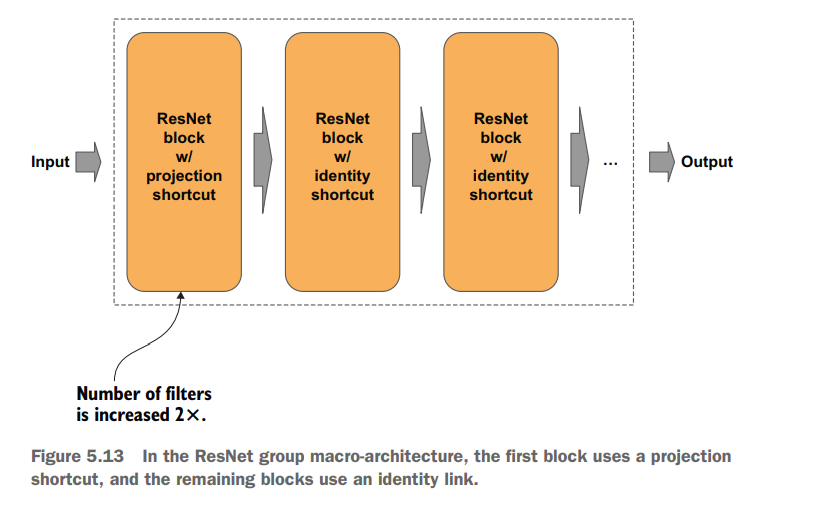 Input
ResNet
block
w/
projection
shortcut
ResNet
block
w/
identity
shortcut
ResNet
block
w/
identity
shortcut
...
Output
Number of filters
is increased 2×.
Figure 5.13 In the ResNet group macro-architecture, the first block uses a projection
shortcut, and the remaining blocks use an identity link.